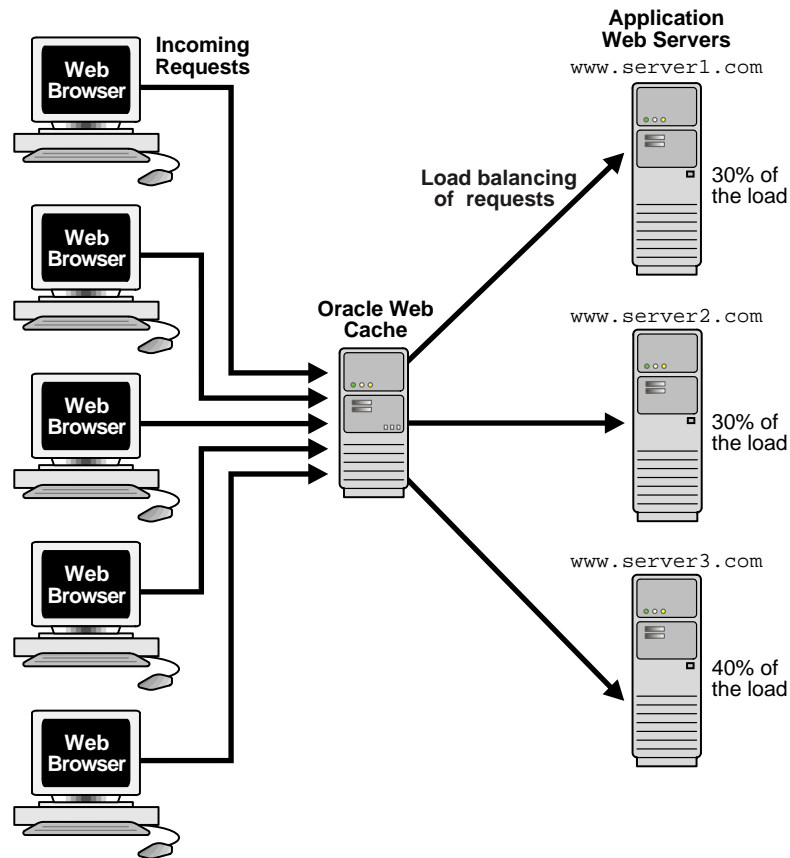 Application
Web Servers
Incoming
Requests
www.server1.com
Web
Browser
Load balancing
of requests
30% of
the load
Web
Browser
Oracle Web
Cache
www.server2.com
Web
Browser
30% of
the load
www.server3.com
Web
Browser
40% of
the load
Web
Browser